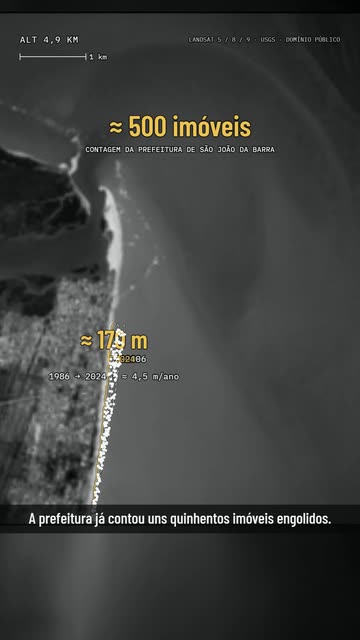 ALT 4,9 KM
LANDSAT 5 / 8 / 9 · USGS · DOMÍNIO PÚBLICO
1 km
≈ 500 imóveis
CONTAGEM DA PREFEITURA DE SÃO JOÃO DA BARRA
m
1986 → 2024 ≈ 4,5 m/ano
A prefeitura já contou uns quinhentos imóveis engolidos.